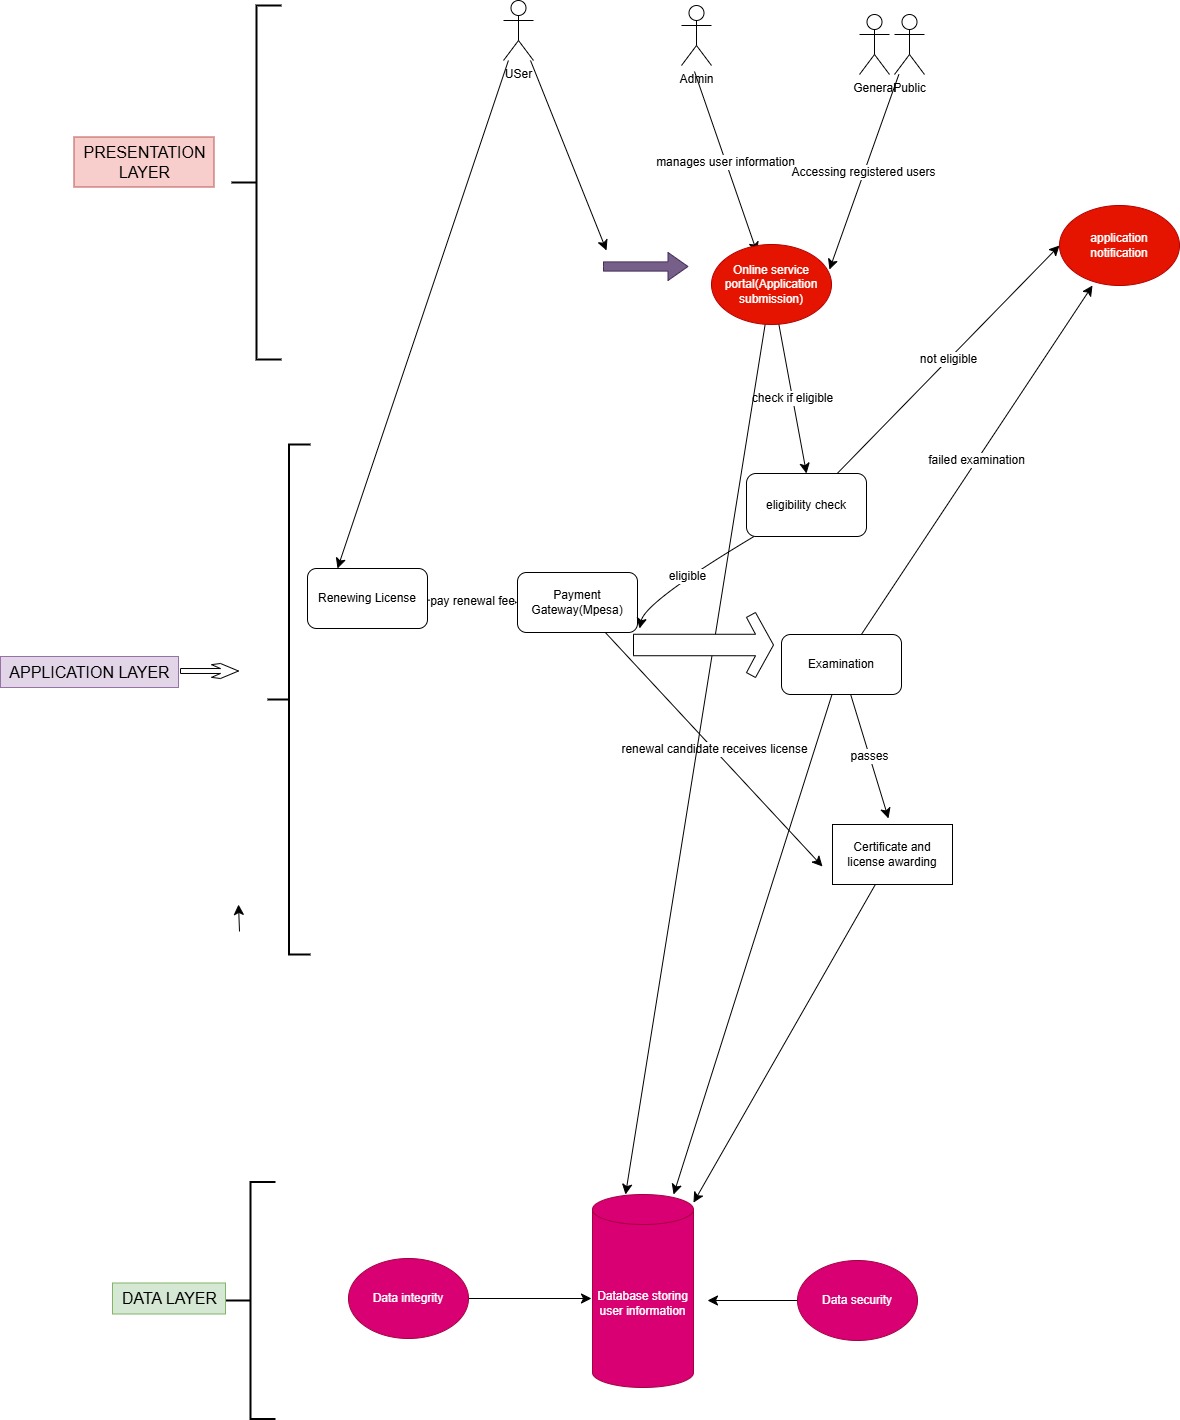 USer
Admin
GeneralPublic
PRESENTATION
LAYER
manages user information
Accessing registered users
application
notification
Online service
portal(Application
submission)
not eligible
check if eligible
failed examination
eligibility check
eligible
Renewing License
pay renewal fee
Payment
Gateway(Mpesa)
Examination
APPLICATION LAYER
renewal candidate receives license
passes
Certificate and
license awarding
DATA LAYER
Data integrity
Database storing
user information
Data security